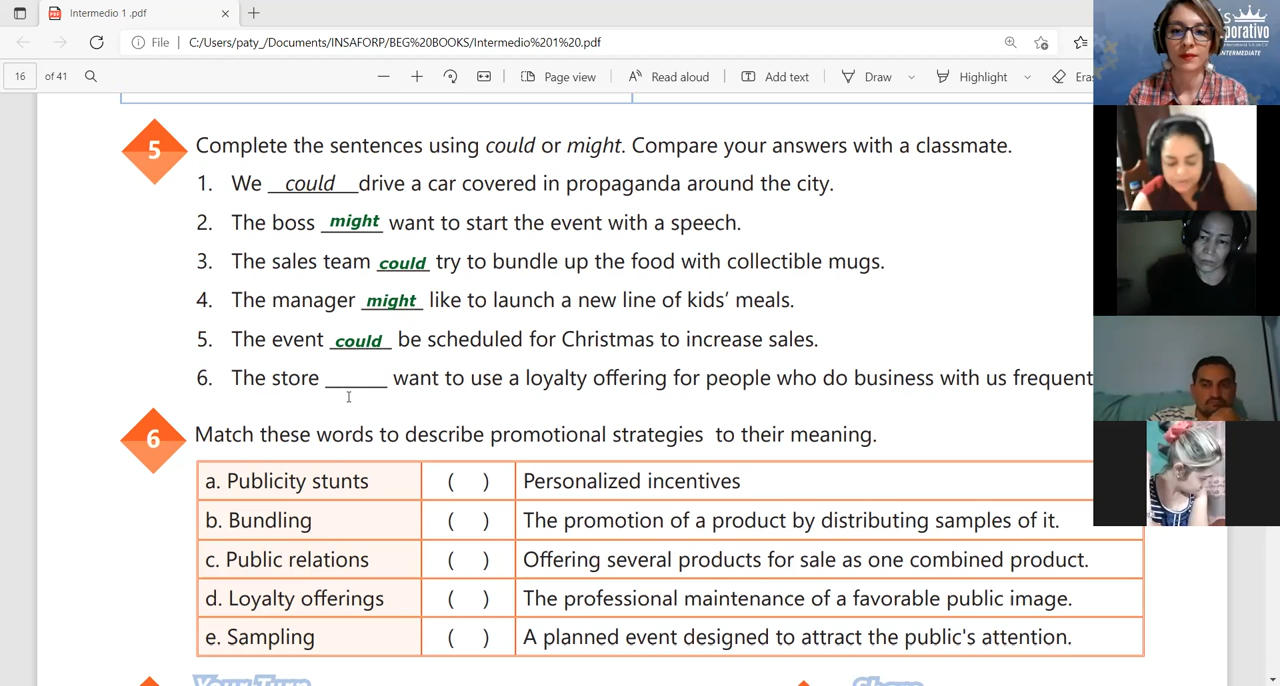 Intermedio 1 .pdf
File C:/Users/paty_/Documents/INSAFORP/BEG%20BOOKS/Intermedio%201%20.pdf
16 of 41 Page view Read aloud Add text Draw Highlight Eras
S
porativo
INTERMEDIATE
5 Complete the sentences using could or might. Compare your answers with a classmate.
1. We __could__drive a car covered in propaganda around the city.
2. The boss might want to start the event with a speech.
3. The sales team could try to bundle up the food with collectible mugs.
4. The manager might like to launch a new line of kids’ meals.
5. The event could be scheduled for Christmas to increase sales.
6. The store ______ want to use a loyalty offering for people who do business with us frequent
6 Match these words to describe promotional strategies to their meaning.
a. Publicity stunts ( ) Personalized incentives
b. Bundling ( ) The promotion of a product by distributing samples of it.
c. Public relations ( ) Offering several products for sale as one combined product.
d. Loyalty offerings ( ) The professional maintenance of a favorable public image.
e. Sampling ( ) A planned event designed to attract the public's attention.
Your Turn Share